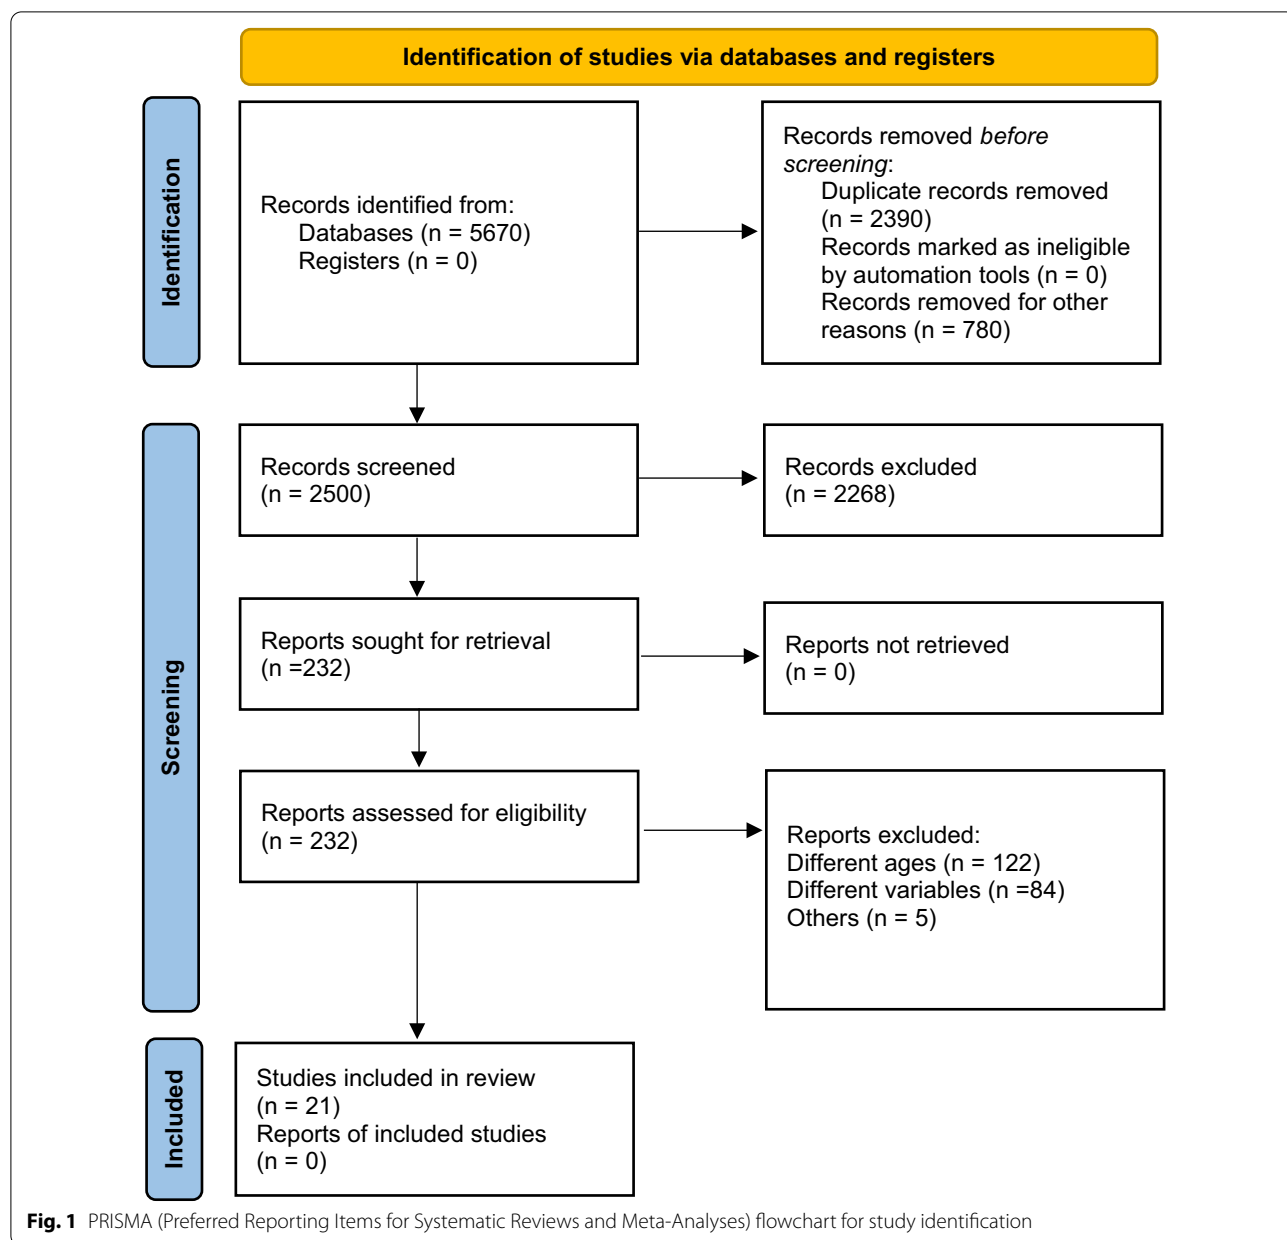 Identification of studies via databases and registers
Identification
Records identified from:
Databases (n = 5670)
Registers (n = 0)
Records removed before
screening:
Duplicate records removed
(n = 2390)
Records marked as ineligible
by automation tools (n = 0)
Records removed for other
reasons (n = 780)
Screening
Records screened
(n = 2500)
Records excluded
(n = 2268)
Reports sought for retrieval
(n =232)
Reports not retrieved
(n = 0)
Reports assessed for eligibility
(n = 232)
Reports excluded:
Different ages (n = 122)
Different variables (n =84)
Others (n = 5)
Included
Studies included in review
(n = 21)
Reports of included studies
(n = 0)
Fig. 1 PRISMA (Preferred Reporting Items for Systematic Reviews and Meta-Analyses) flowchart for study identification